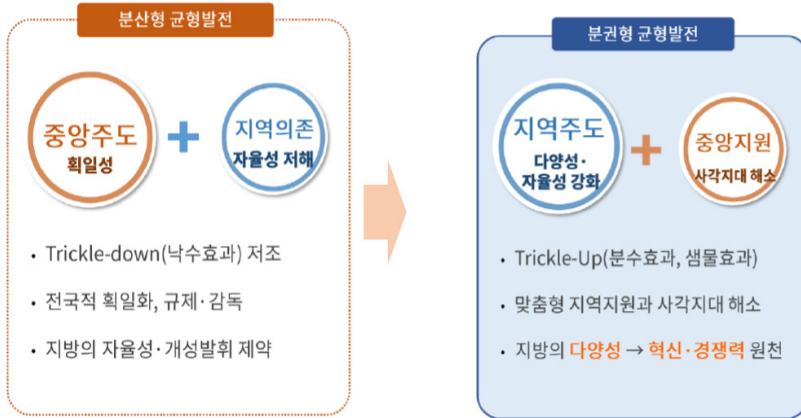 분산형 균형발전
중앙주도
획일성
+
지역의존
자율성 저해
• Trickle-down(낙수효과) 저조
• 전국적 획일화, 규제·감독
• 지방의 자율성·개성발휘 제약
분권형 균형발전
지역주도
다양성·
자율성 강화
+
중앙지원
사각지대 해소
• Trickle-Up(분수효과, 샘물효과)
• 맞춤형 지역지원과 사각지대 해소
• 지방의 다양성 → 혁신·경쟁력 원천